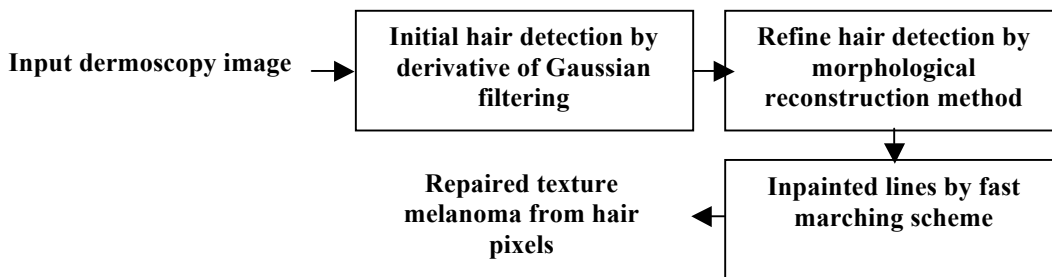 Input dermoscopy image
Initial hair detection by
derivative of Gaussian
filtering
Refine hair detection by
morphological
reconstruction method
Inpainted lines by fast
marching scheme
Repaired texture
melanoma from hair
pixels